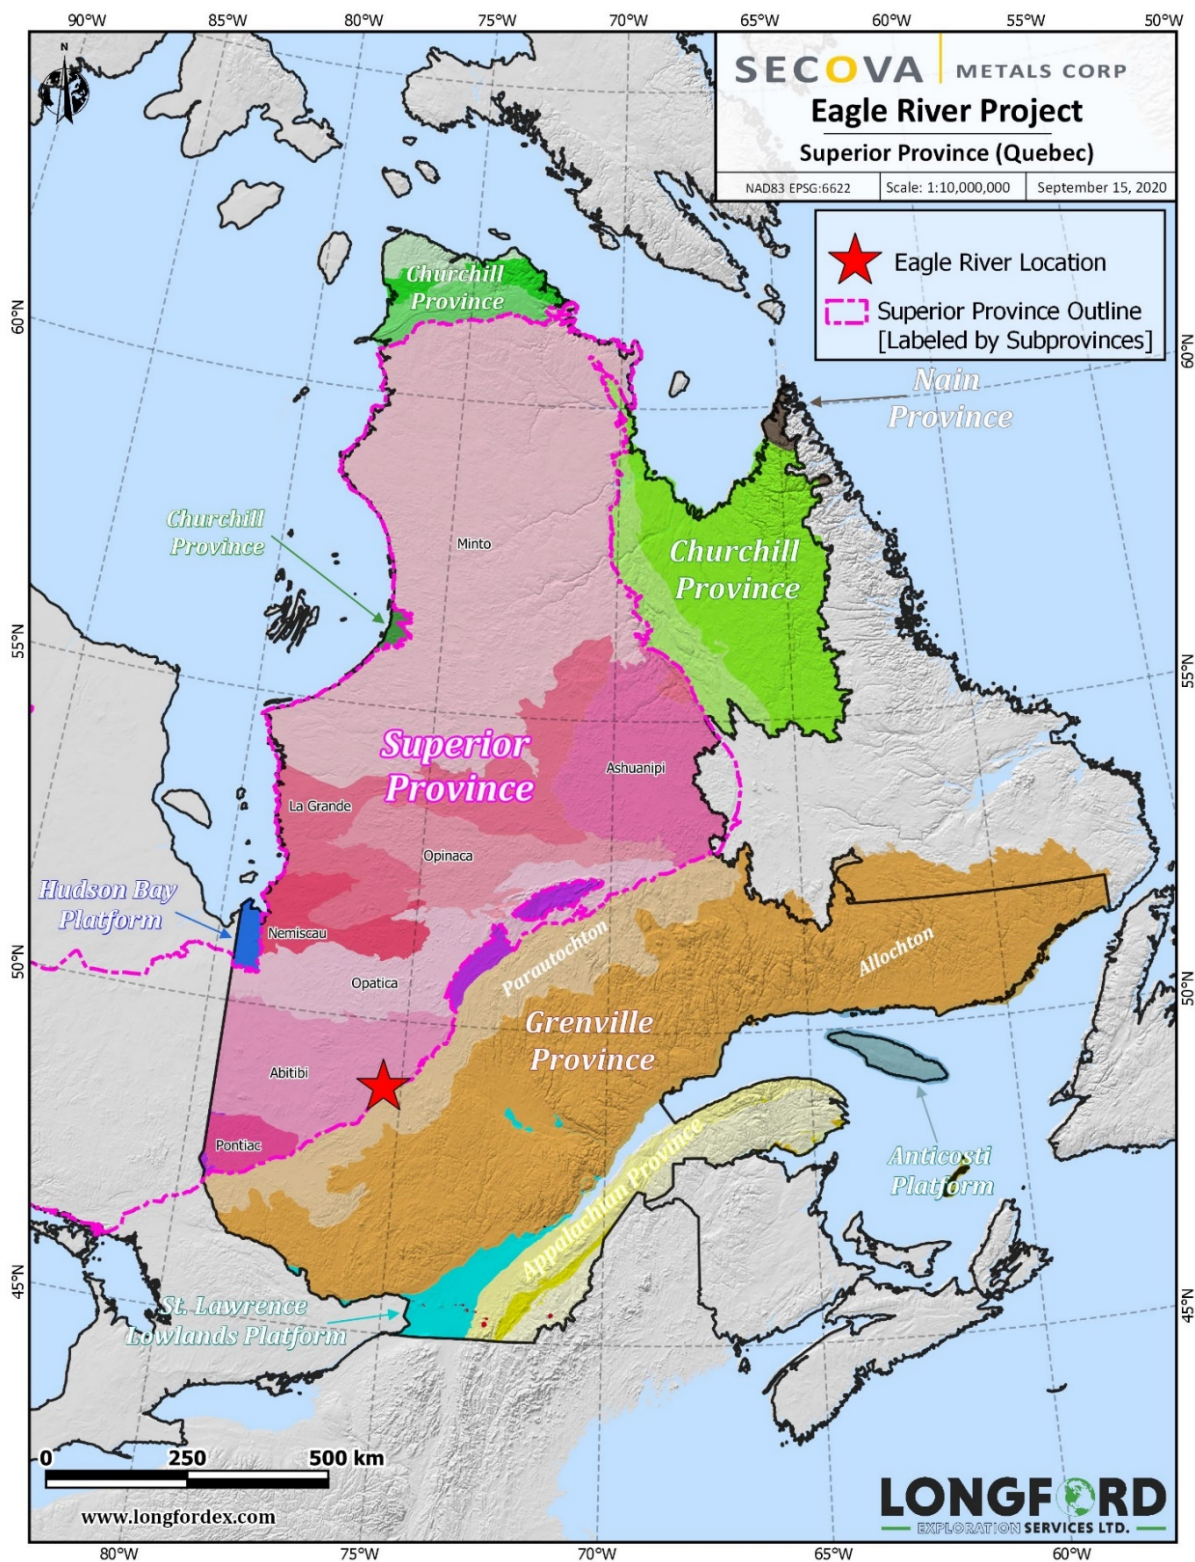 90°W 85°W 80°W 75°W 70°W 65°W 60°W 55°W 50°W
N
SECOVA METALS CORP
Eagle River Project
Superior Province (Quebec)
NAD83 EPSG:6622 Scale: 1:10,000,000 September 15, 2020
Eagle River Location
Superior Province Outline
[Labeled by Subprovinces]
Churchill
Province
60°N
60°N
Nain
Province
Churchill
Province
Minto
Churchill
Province
55°N
55°N
Superior
Province
Ashuanipi
La Grande
Opinaca
Hudson Bay
Platform
Nemiscau
Parautochton
Allochton
50°N
50°N
Opatica
Grenville
Province
Abitibi
Pontiac
Appalachian Province
Anticosti
Platform
45°N
45°N
St. Lawrence
Lowlands Platform
0 250 500 km
www.longfordex.com
LONGFORD
EXPLORATION SERVICES LTD.
80°W 75°W 70°W 65°W 60°W